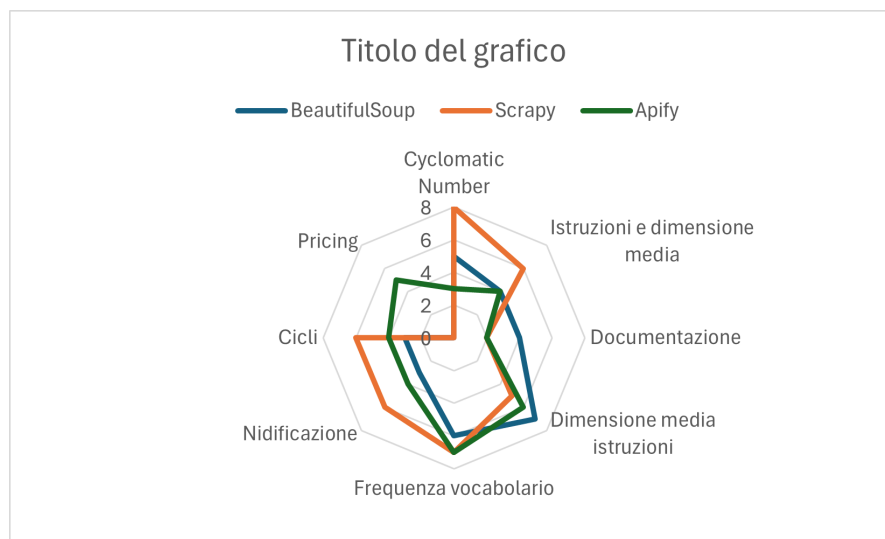 Titolo del grafico
BeautifulSoup Scrapy Apify
Cyclomatic
Number
Istruzioni e dimensione
media
Documentazione
Dimensione media
istruzioni
Frequenza vocabolario
Nidificazione
Cicli
Pricing
8
6
4
2
0